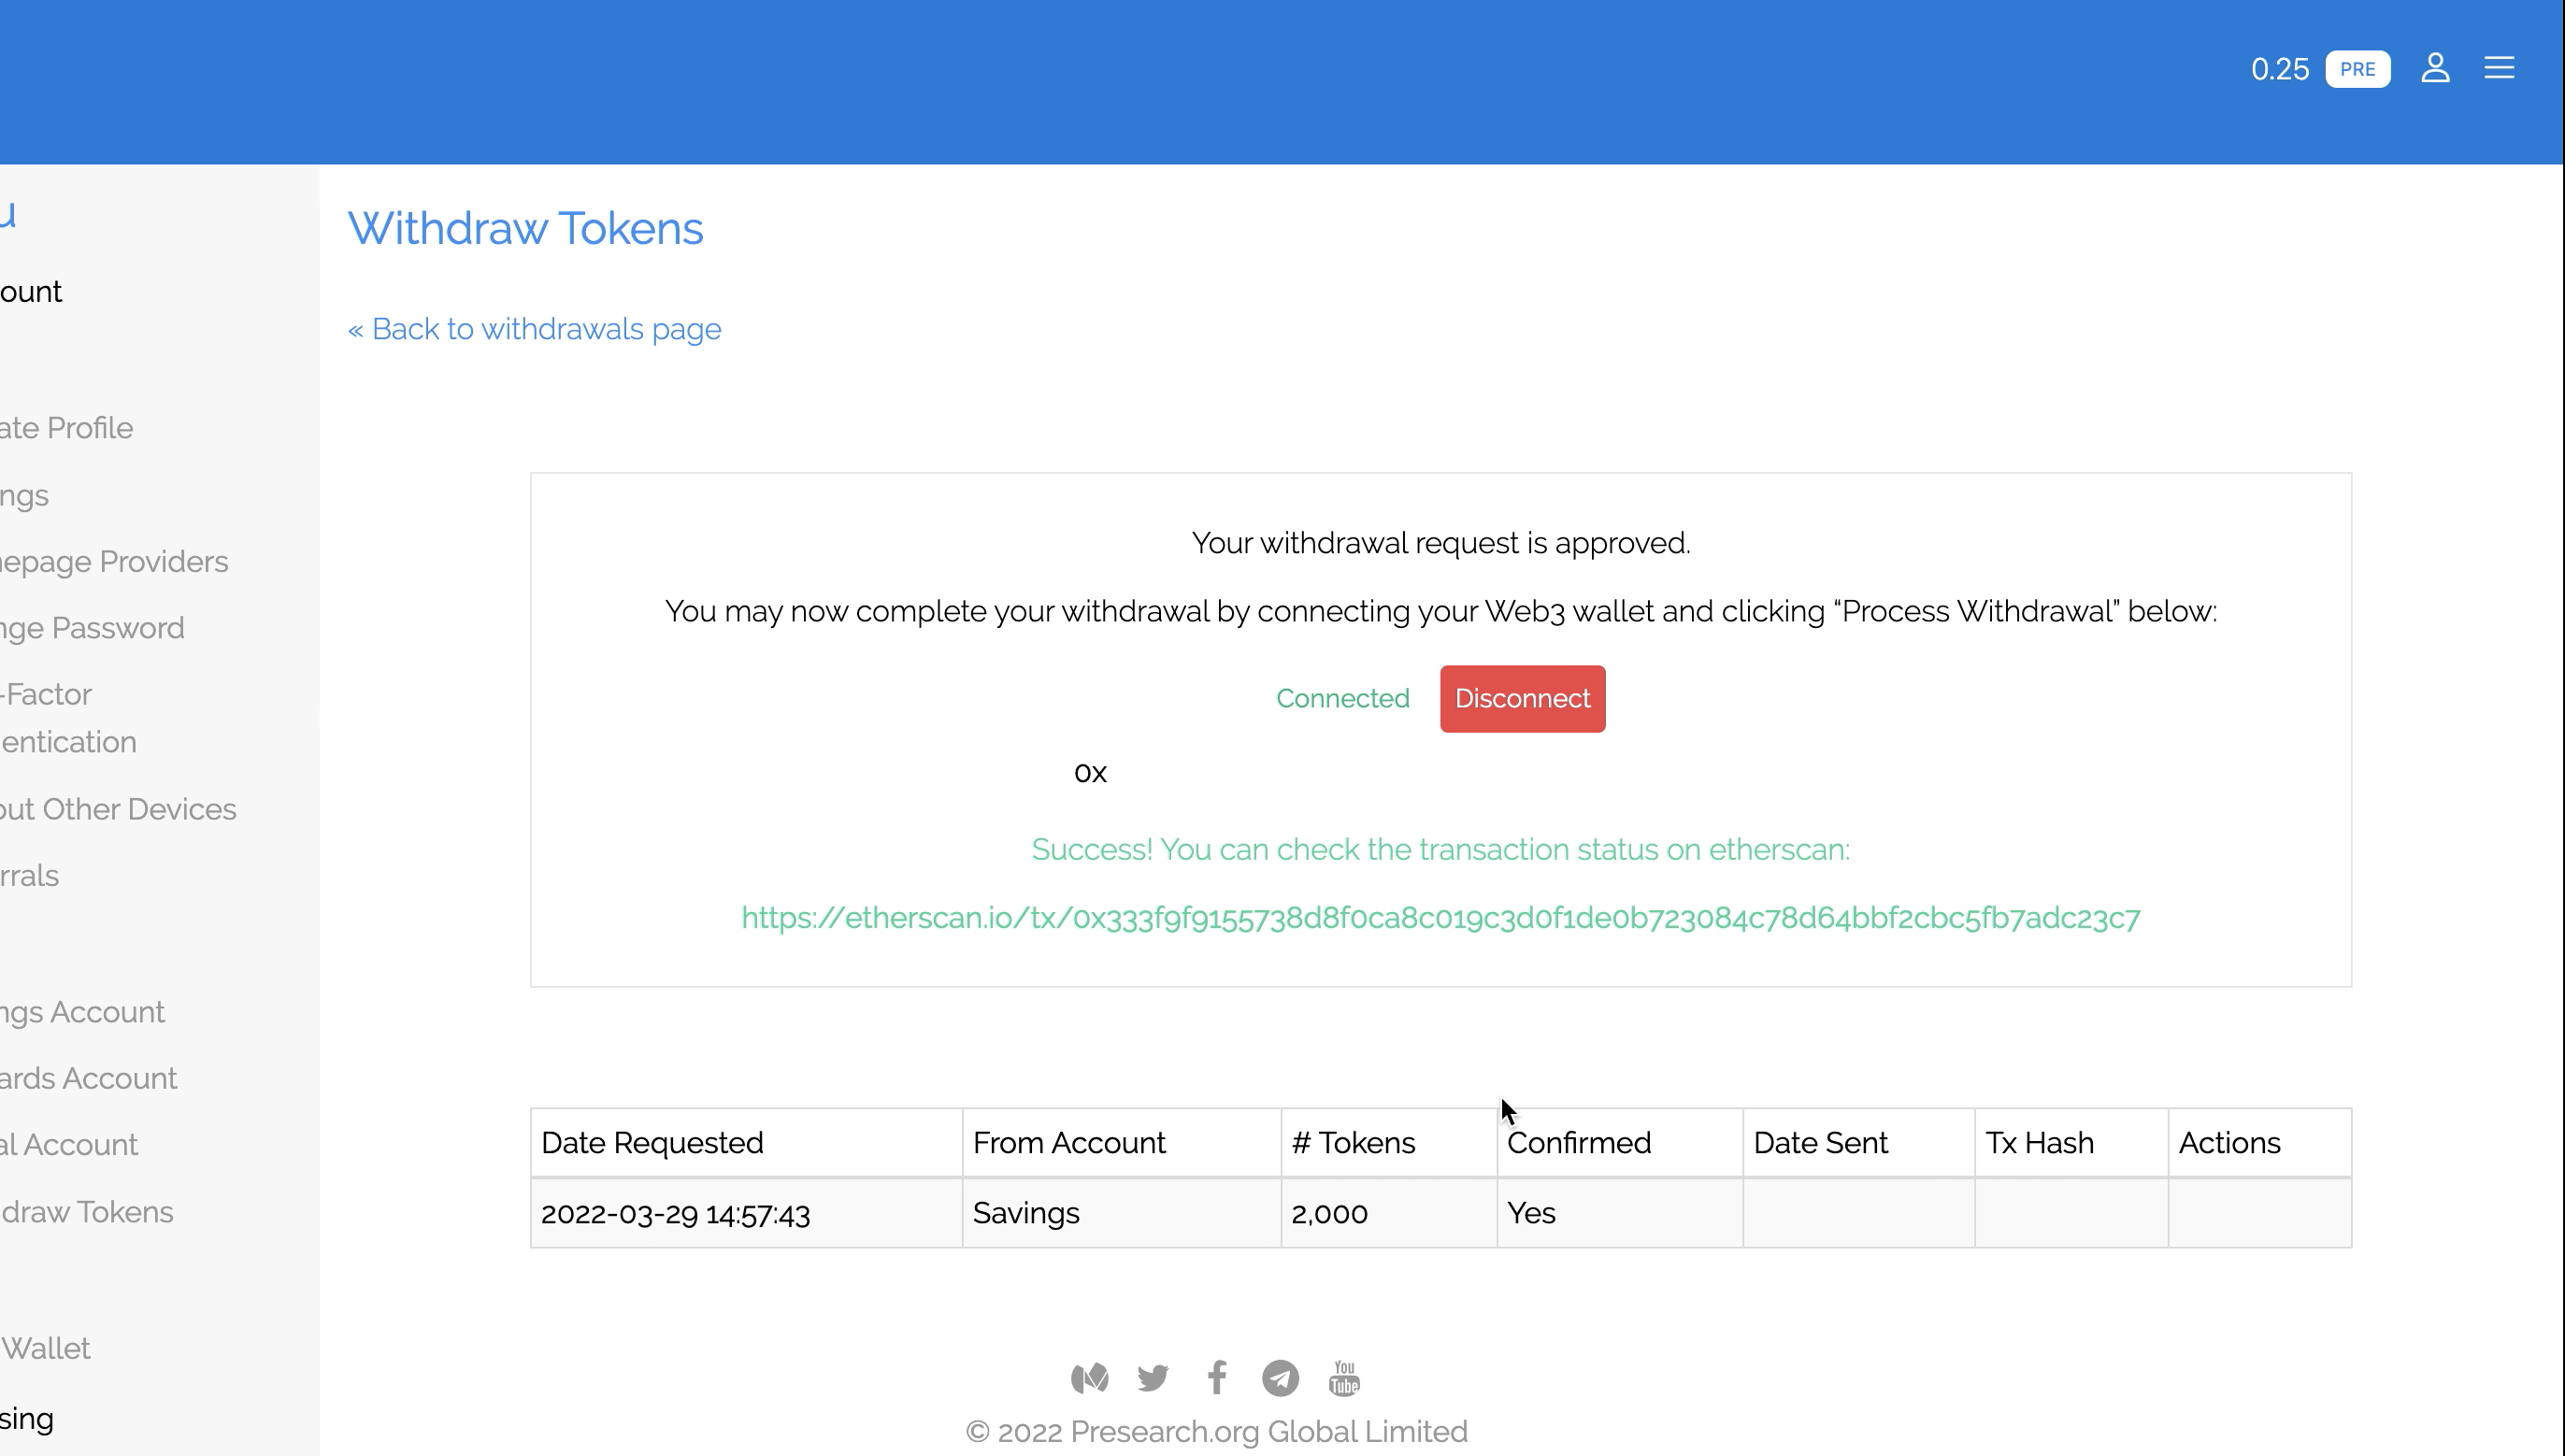 0.25 PRE
u
Withdraw Tokens
ount
« Back to withdrawals page
ate Profile
ngs
Your withdrawal request is approved.
nepage Providers
You may now complete your withdrawal by connecting your Web3 wallet and clicking “Process Withdrawal” below:
nge Password
-Factor
Connected Disconnect
entication
0x
out Other Devices
Success! You can check the transaction status on etherscan:
rrals
https://etherscan.io/tx/0x333f9f9155738d8f0ca8c019c3d0f1de0b723084c78d64bbf2cbc5fb7adc23c7
ngs Account
ards Account
al Account
Date Requested From Account # Tokens Confirmed Date Sent Tx Hash Actions
draw Tokens
2022-03-29 14:57:43 Savings 2,000 Yes
Wallet
You Tube
sing
© 2022 Presearch.org Global Limited